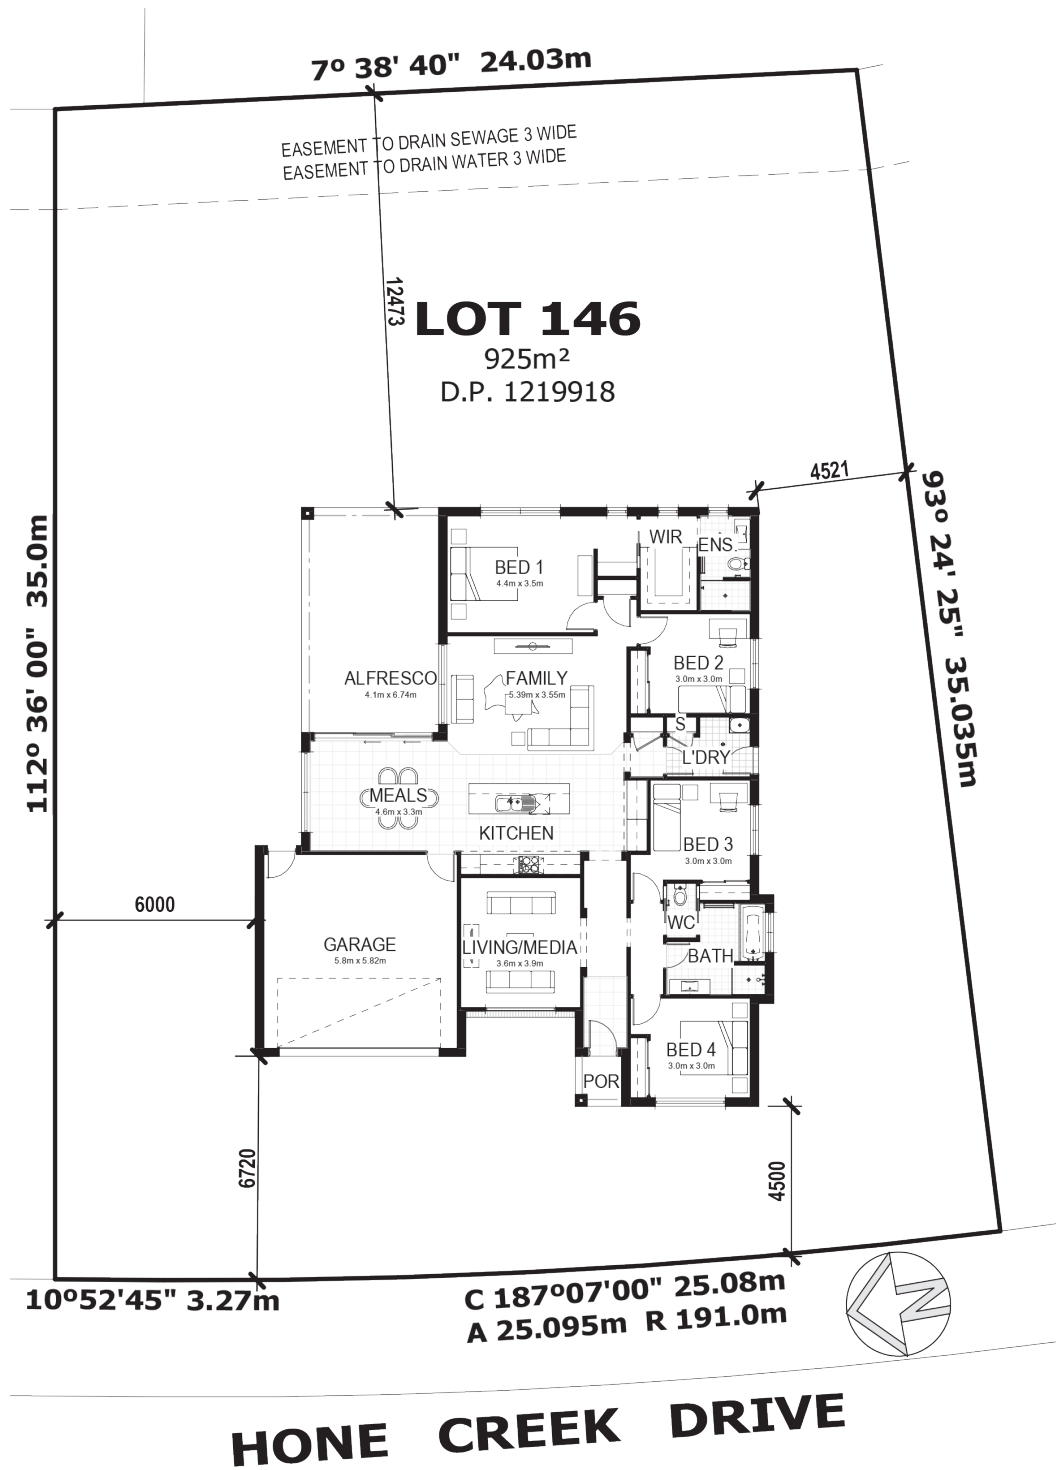 7º 38' 40" 24.03m
EASEMENT TO DRAIN SEWAGE 3 WIDE
EASEMENT TO DRAIN WATER 3 WIDE
12473
LOT 146
925m²
D.P. 1219918
4521
93º 24' 25" 35.035m
112º 36' 00" 35.0m
WIR
ENS.
BED 1
4.4m x 3.5m
BED 2
3.0m x 3.0m
ALFRESCO
4.1m x 6.74m
FAMILY
5.39m x 3.55m
S
L'DRY
MEALS
4.6m x 3.3m
KITCHEN
BED 3
3.0m x 3.0m
6000
WC
GARAGE
5.8m x 5.82m
LIVING/MEDIA
3.6m x 3.9m
BATH
BED 4
3.0m x 3.0m
POR
6720
4500
10º52'45" 3.27m
C 187º07'00" 25.08m
A 25.095m R 191.0m
N
HONE CREEK DRIVE